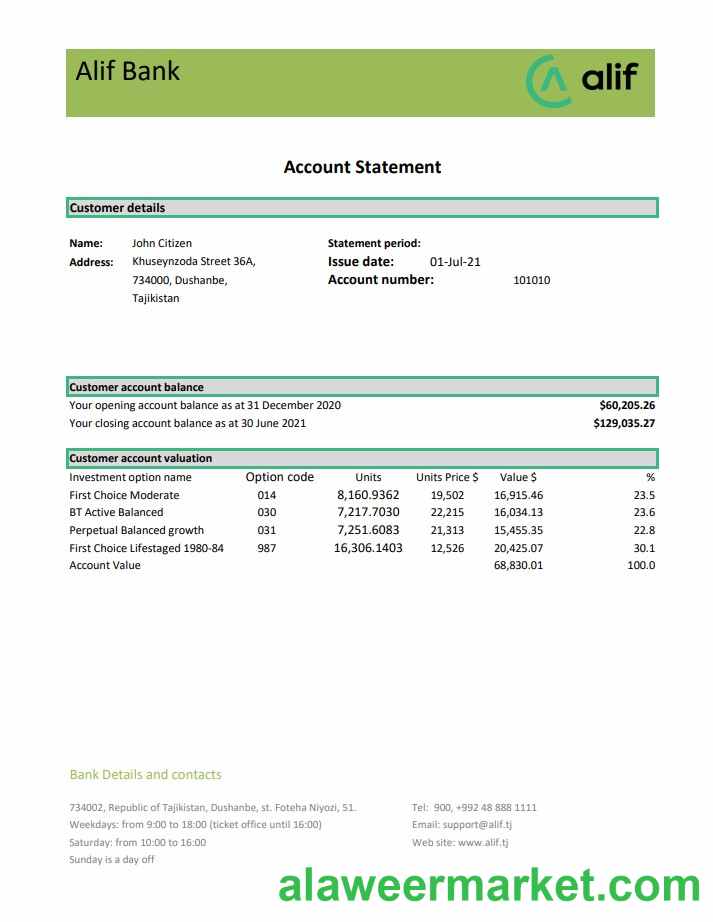 Alif Bank
alif
Account Statement
Customer details
Name: John Citizen Statement period:
Address: Khuseynzoda Street 36A, Issue date: 01-Jul-21
734000, Dushanbe, Account number: 101010
Tajikistan
Customer account balance
Your opening account balance as at 31 December 2020 $60,205.26
Your closing account balance as at 30 June 2021 $129,035.27
Customer account valuation
Investment option name Option code Units Units Price $ Value $ %
First Choice Moderate 014 8,160.9362 19,502 16,915.46 23.5
BT Active Balanced 030 7,217.7030 22,215 16,034.13 23.6
Perpetual Balanced growth 031 7,251.6083 21,313 15,455.35 22.8
First Choice Lifestaged 1980-84 987 16,306.1403 12,526 20,425.07 30.1
Account Value 68,830.01 100.0
Bank Details and contacts
734002, Republic of Tajikistan, Dushanbe, st. Foteha Niyozi, 51. Tel: 900, +992 48 888 1111
Weekdays: from 9:00 to 18:00 (ticket office until 16:00) Email: support@alif.tj
Saturday: from 10:00 to 16:00 Web site: www.alif.tj
Sunday is a day off
alaweermarket.com